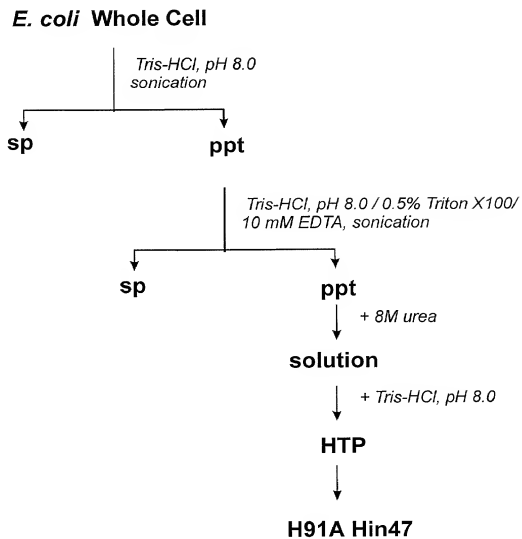 E. coli Whole Cell
Tris-HCl, pH 8.0
sonication
sp ppt
Tris-HCl, pH 8.0 / 0.5% Triton X100/
10 mM EDTA, sonication
sp ppt
+ 8M urea
solution
+ Tris-HCl, pH 8.0
HTP
H91A Hin47